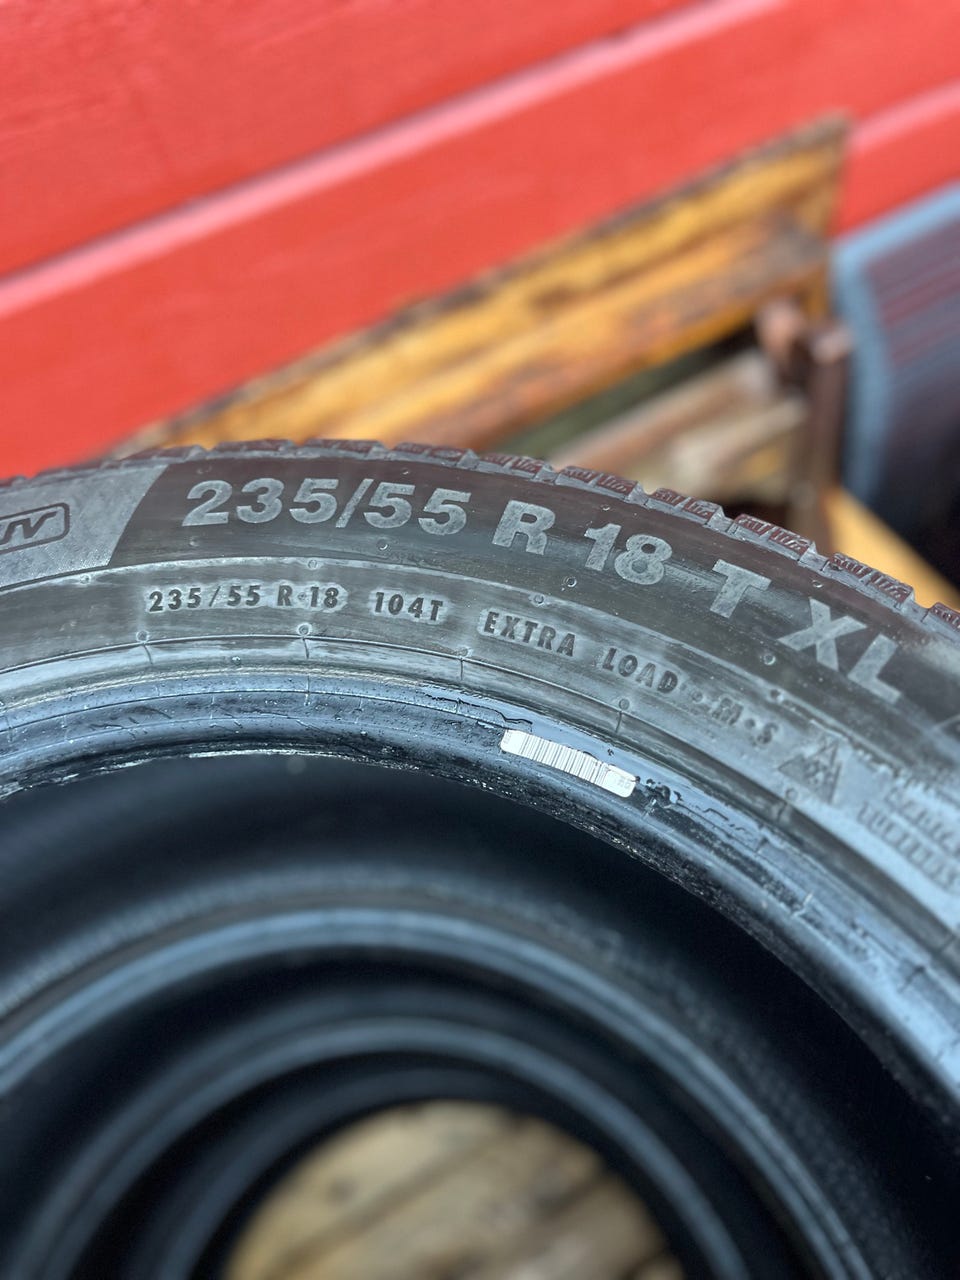 235/55 R 18 T XL
235/55 R 18 104T EXTRA LOAD • M • S